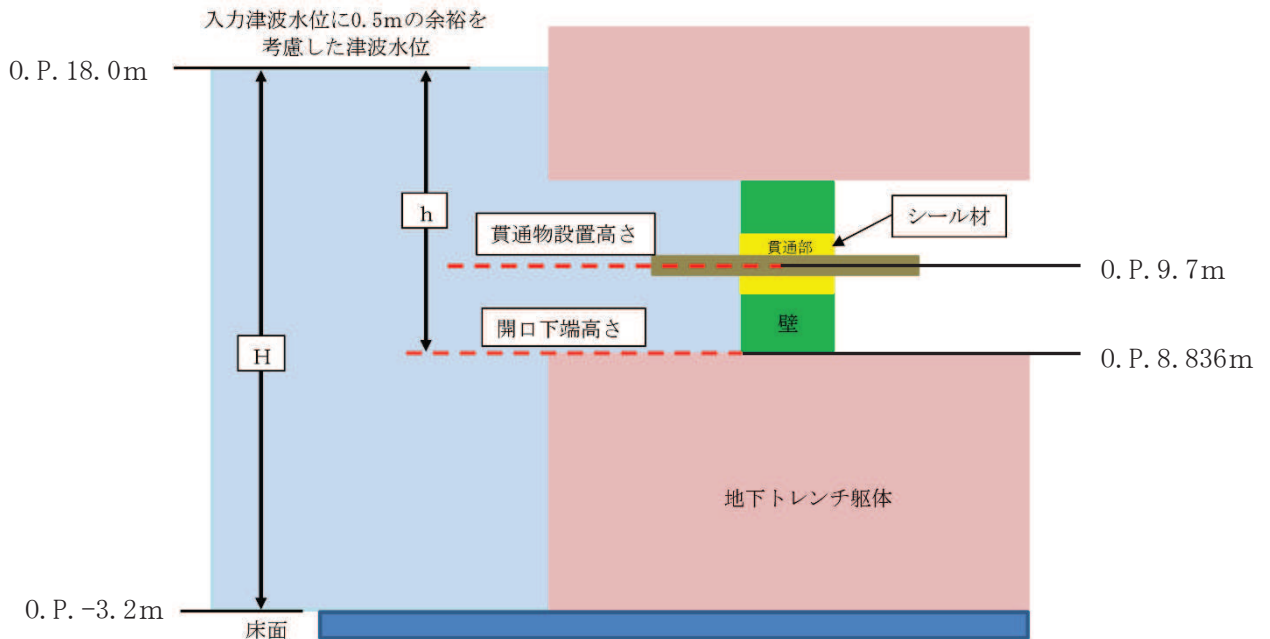 入力津波水位に0.5mの余裕を
考慮した津波水位
O.P.18.0m
h
シール材
貫通物設置高さ
貫通部
O.P.9.7m
開口下端高さ
壁
H
O.P.8.836m
地下トレンチ躯体
O.P.-3.2m
床面